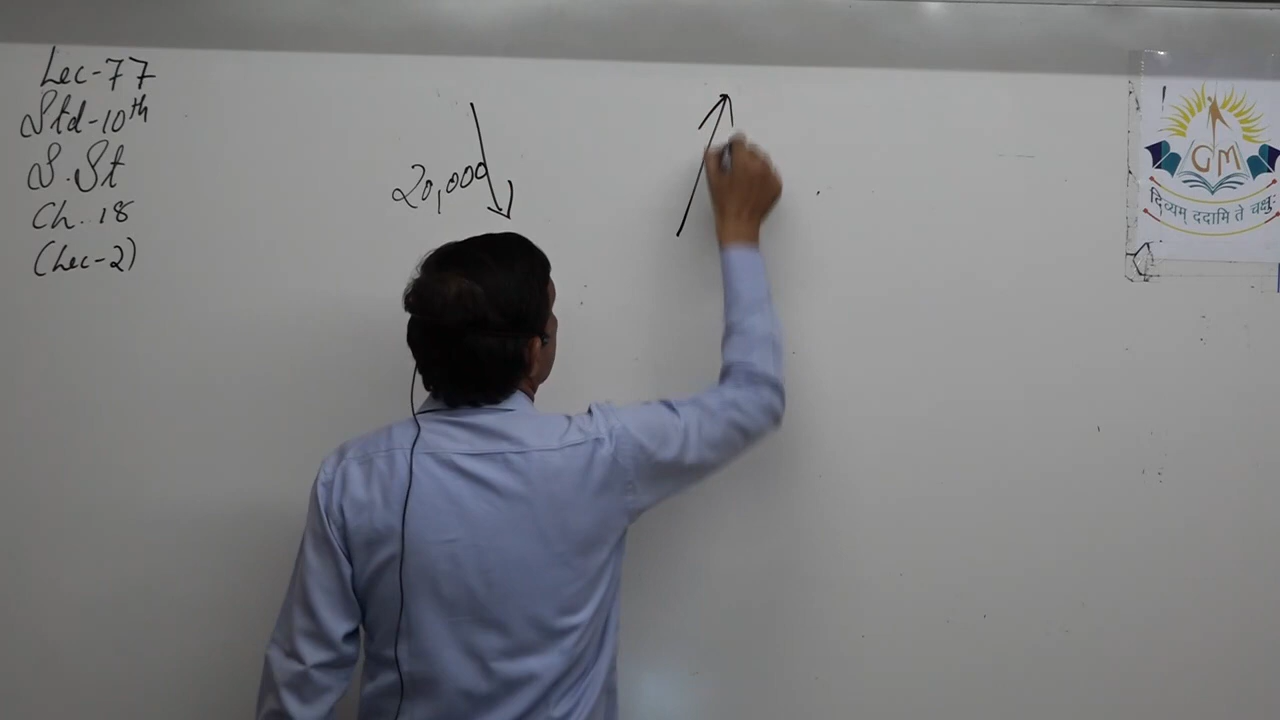 Lec-77
Std-10th
S.St
Ch. 18
(Lec-2)
20,000
GM
दिव्यम् ददामि ते चक्षुः